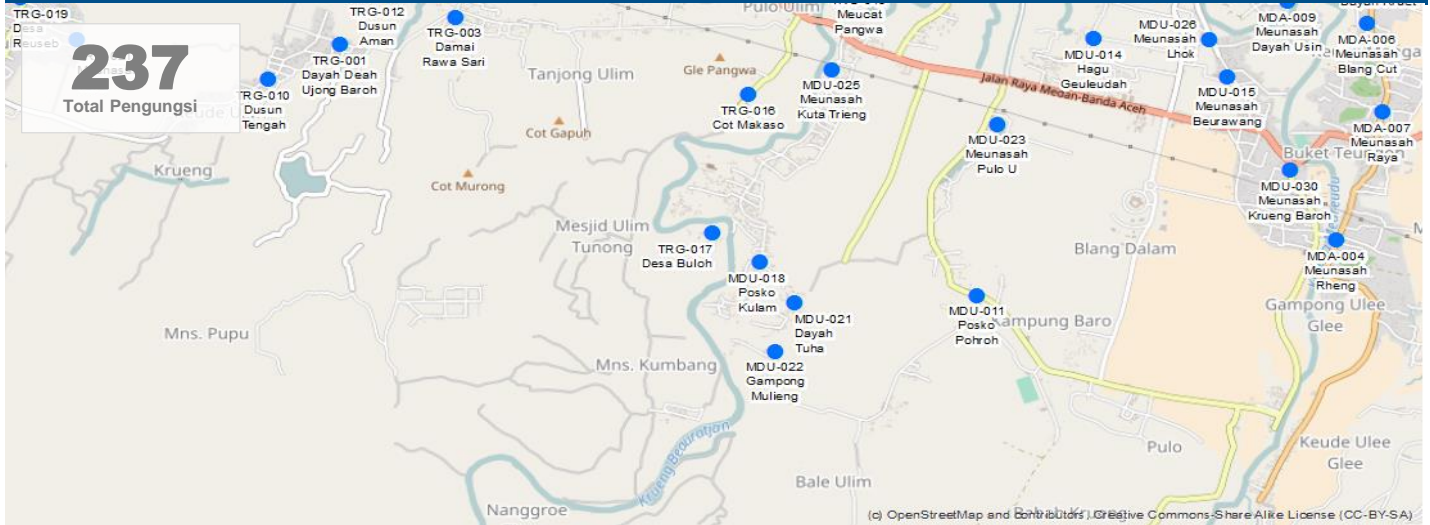 TRG-019
Desa
Reuseb
237
Total Pengungsi
TRG-010
Dusun
Tengah
TRG-001
Dayah Deah
Ujong Baroh
TRG-012
Dusun
Aman
TRG-003
Damai
Rawa Sari
Tanjong Ulim
Gle Pangwa
Pulo Ulim
Meucat
Pangwa
MDU-025
Meunasah
Kuta Trieng
TRG-016
Cot Makaso
Cot Gapuh
Cot Murong
Krueng
Jalan Raya Medan-Banda Aceh
MDU-014
Hagu
Geuleudah
MDU-026
Meunasah
Lhok
MDA-009
Meunasah
Dayah Usin
MDA-006
Meunasah
Blang Cut
MDU-015
Meunasah
Beurawang
MDA-007
Meunasah
Raya
MDU-023
Meunasah
Pulo U
MDU-030
Meunasah
Krueng Baroh
MDA-004
Meunasah
Rheng
Mesjid Ulim
Tunong
TRG-017
Desa Buloh
MDU-018
Posko
Kulam
MDU-021
Dayah
Tuha
MDU-022
Gampong
Mulieng
MDU-011
Posko
Pohroh
Kampung Baro
Blang Dalam
Gampong Ulee
Glee
Mns. Pupu
Mns. Kumbang
Pulo
Keude Ulee
Glee
Bale Ulim
Nanggroe
(c) OpenStreetMap and contributors, Creative Commons-Share Alike License (CC-BY-SA)